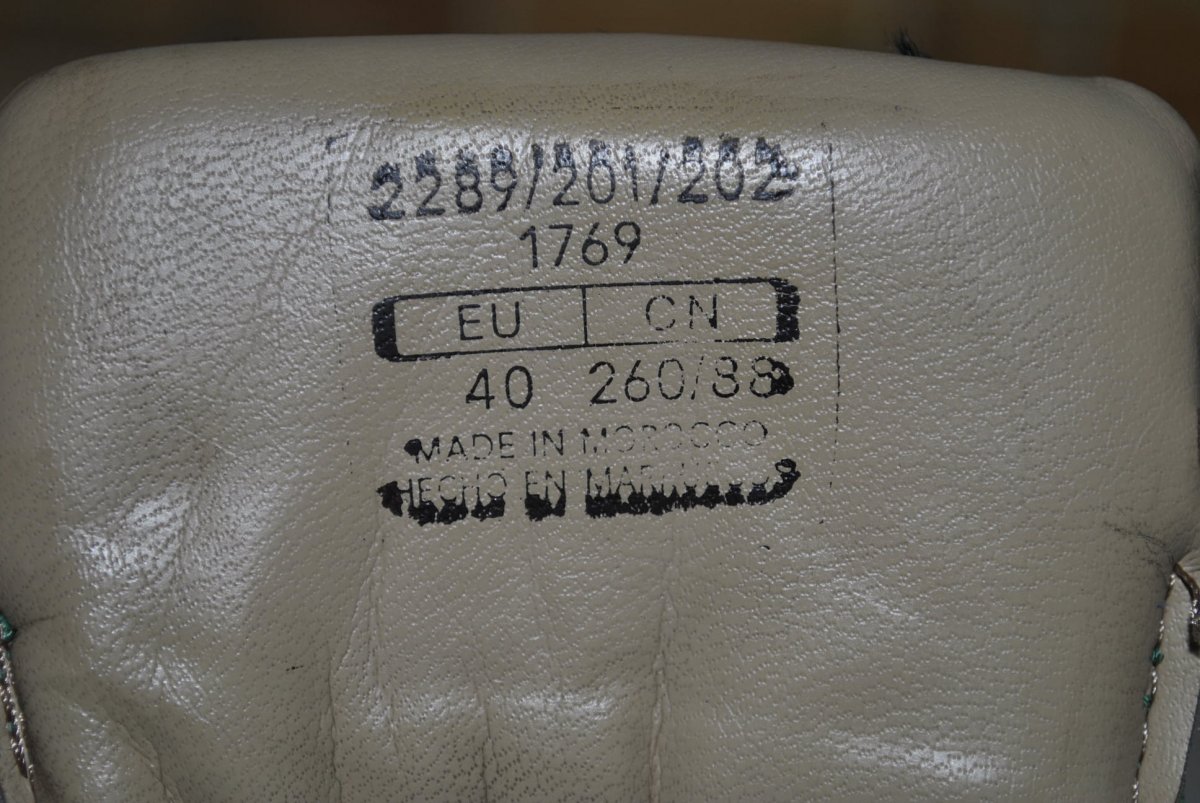 2289/201/202
1769
EU CN
40 260/38
MADE IN MOROCCO
HECHO EN MARRUECOS